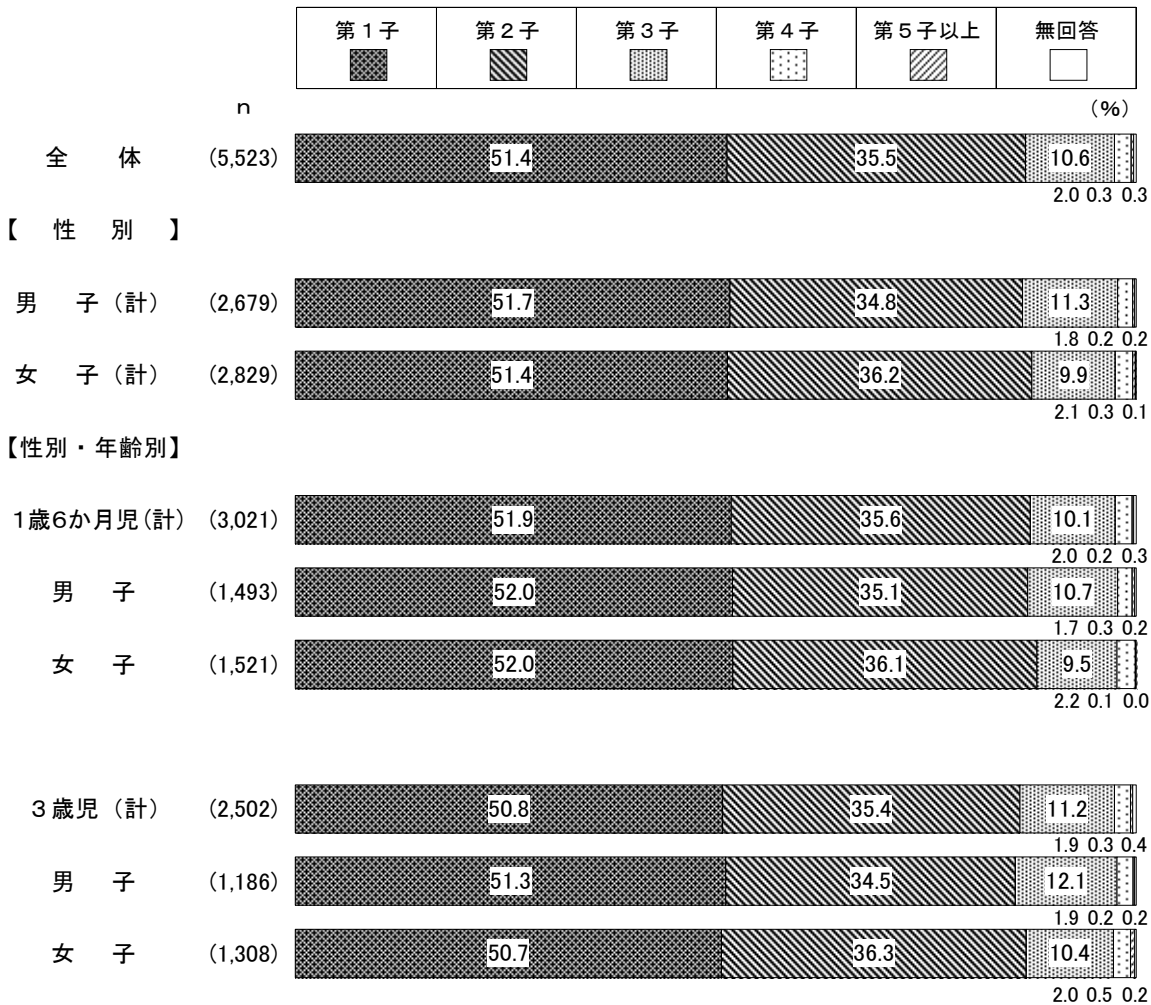 第１子 第２子 第３子 第４子 第５子以上 無回答
n (%)
全体 (5,523) 51.4 35.5 10.6
2.0 0.3 0.3
【 性 別 】
男 子（計） (2,679) 51.7 34.8 11.3
1.8 0.2 0.2
女 子（計） (2,829) 51.4 36.2 9.9
2.1 0.3 0.1
【性別・年齢別】
１歳６か月児（計） (3,021) 51.9 35.6 10.1
2.0 0.2 0.3
男 子 (1,493) 52.0 35.1 10.7
1.7 0.3 0.2
女 子 (1,521) 52.0 36.1 9.5
2.2 0.1 0.0
３歳児（計） (2,502) 50.8 35.4 11.2
1.9 0.3 0.4
男 子 (1,186) 51.3 34.5 12.1
1.9 0.2 0.2
女 子 (1,308) 50.7 36.3 10.4
2.0 0.5 0.2